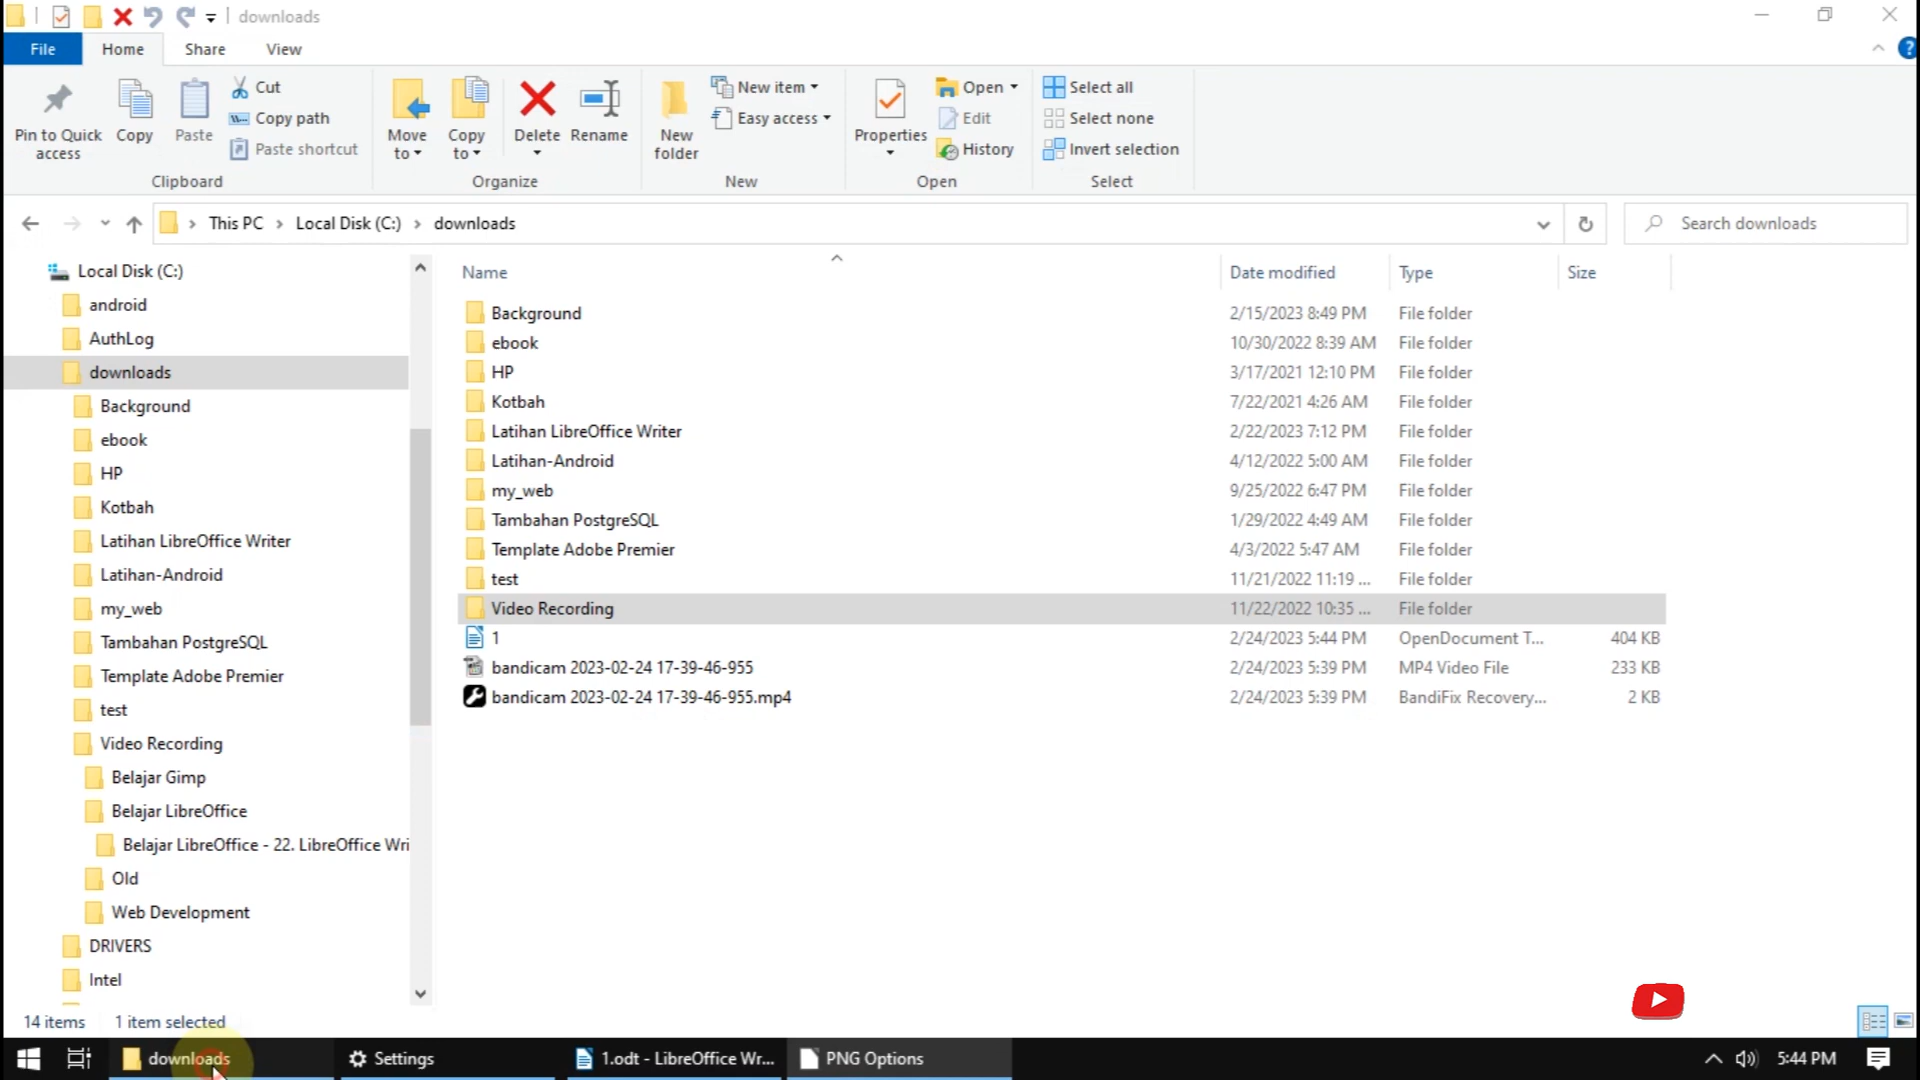 downloads
File Home Share View
Pin to Quick access
Copy
Paste
Cut
Copy path
Paste shortcut
Clipboard
Move to
Copy to
Delete
Rename
Organize
New folder
New item
Easy access
New
Properties
Open
Edit
History
Open
Select all
Select none
Invert selection
Select
This PC Local Disk (C:) downloads
Search downloads
Local Disk (C:)
android
AuthLog
downloads
Background
ebook
HP
Kotbah
Latihan LibreOffice Writer
Latihan-Android
my_web
Tambahan PostgreSQL
Template Adobe Premier
test
Video Recording
Belajar Gimp
Belajar LibreOffice
Belajar LibreOffice - 22. LibreOffice Wri
Old
Web Development
DRIVERS
Intel
Name Date modified Type Size
Background 2/15/2023 8:49 PM File folder
ebook 10/30/2022 8:39 AM File folder
HP 3/17/2021 12:10 PM File folder
Kotbah 7/22/2021 4:26 AM File folder
Latihan LibreOffice Writer 2/22/2023 7:12 PM File folder
Latihan-Android 4/12/2022 5:00 AM File folder
my_web 9/25/2022 6:47 PM File folder
Tambahan PostgreSQL 1/29/2022 4:49 AM File folder
Template Adobe Premier 4/3/2022 5:47 AM File folder
test 11/21/2022 11:19 ... File folder
Video Recording 11/22/2022 10:35 ... File folder
1 2/24/2023 5:44 PM OpenDocument T... 404 KB
bandicam 2023-02-24 17-39-46-955 2/24/2023 5:39 PM MP4 Video File 233 KB
bandicam 2023-02-24 17-39-46-955.mp4 2/24/2023 5:39 PM BandiFix Recovery... 2 KB
14 items 1 item selected
downloads Settings 1.odt - LibreOffice Wr... PNG Options 5:44 PM